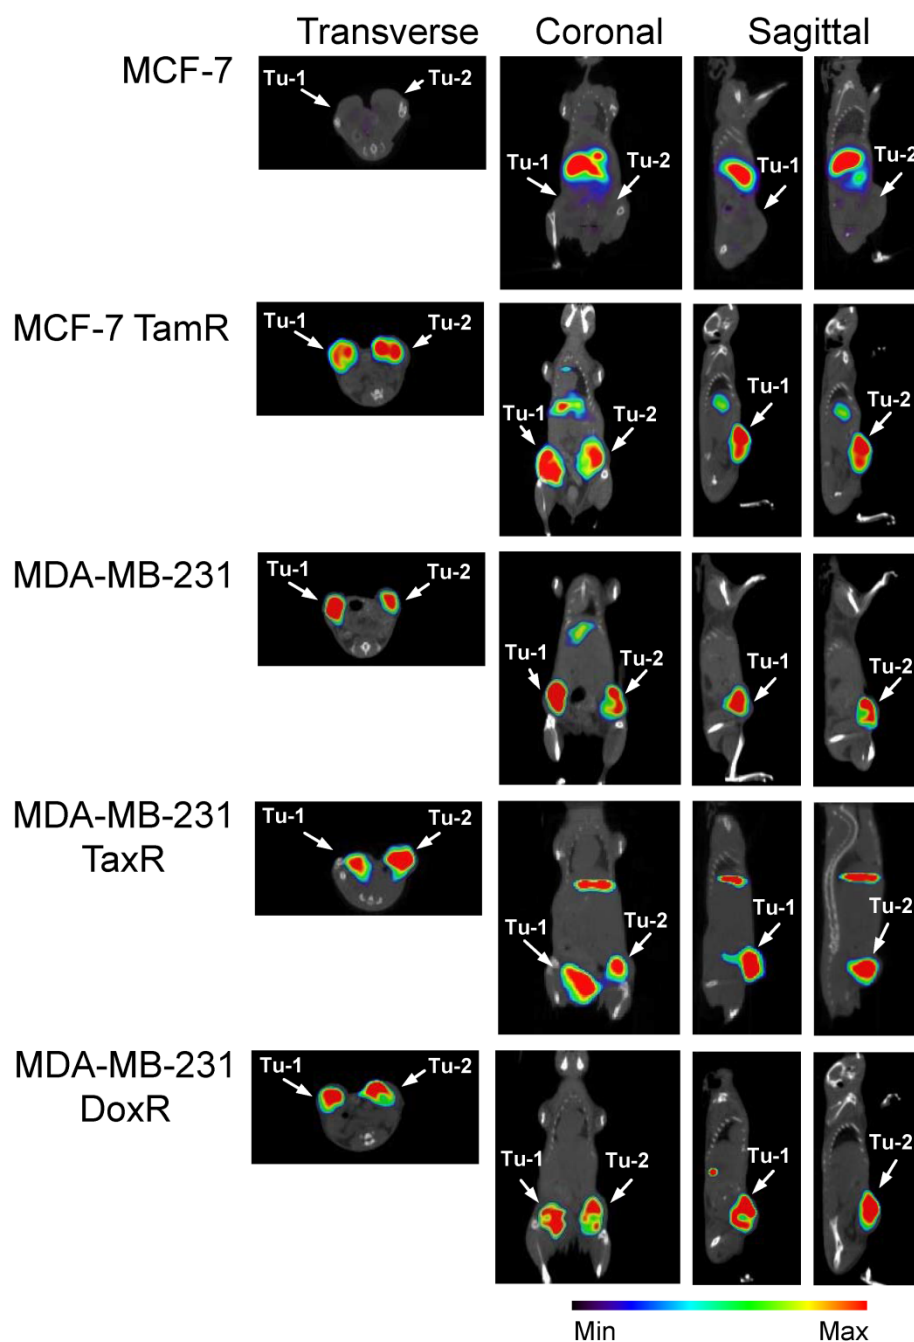 Transverse Coronal Sagittal
MCF-7
Tu-1 Tu-2 Tu-1 Tu-2 Tu-1 Tu-2
MCF-7 TamR
Tu-1 Tu-2 Tu-1 Tu-2 Tu-1 Tu-2
MDA-MB-231
Tu-1 Tu-2 Tu-1 Tu-2 Tu-1 Tu-2
MDA-MB-231
TaxR
Tu-1 Tu-2 Tu-1 Tu-2 Tu-1 Tu-2
MDA-MB-231
DoxR
Tu-1 Tu-2 Tu-1 Tu-2 Tu-1 Tu-2
Min Max